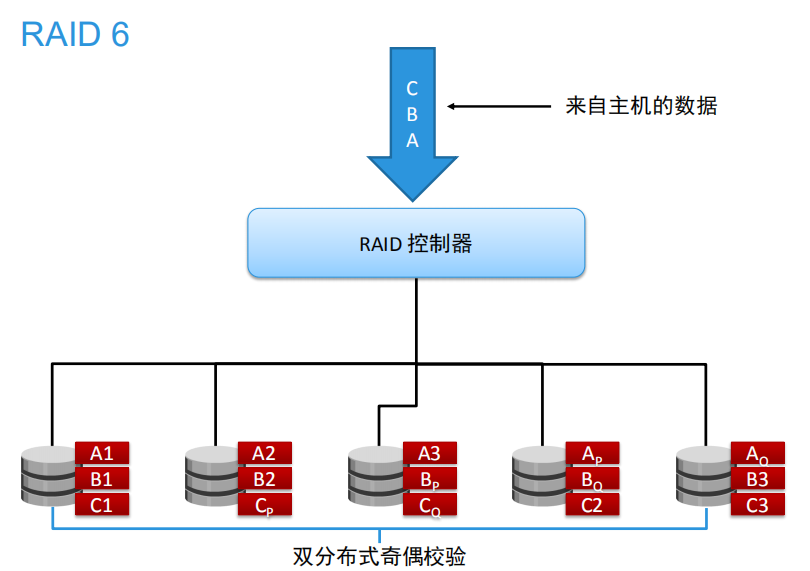 RAID 6
C
B
A
来自主机的数据
RAID 控制器
A1 A2 A3 AP AQ
B1 B2 BP BQ B3
C1 CP CQ C2 C3
双分布式奇偶校验